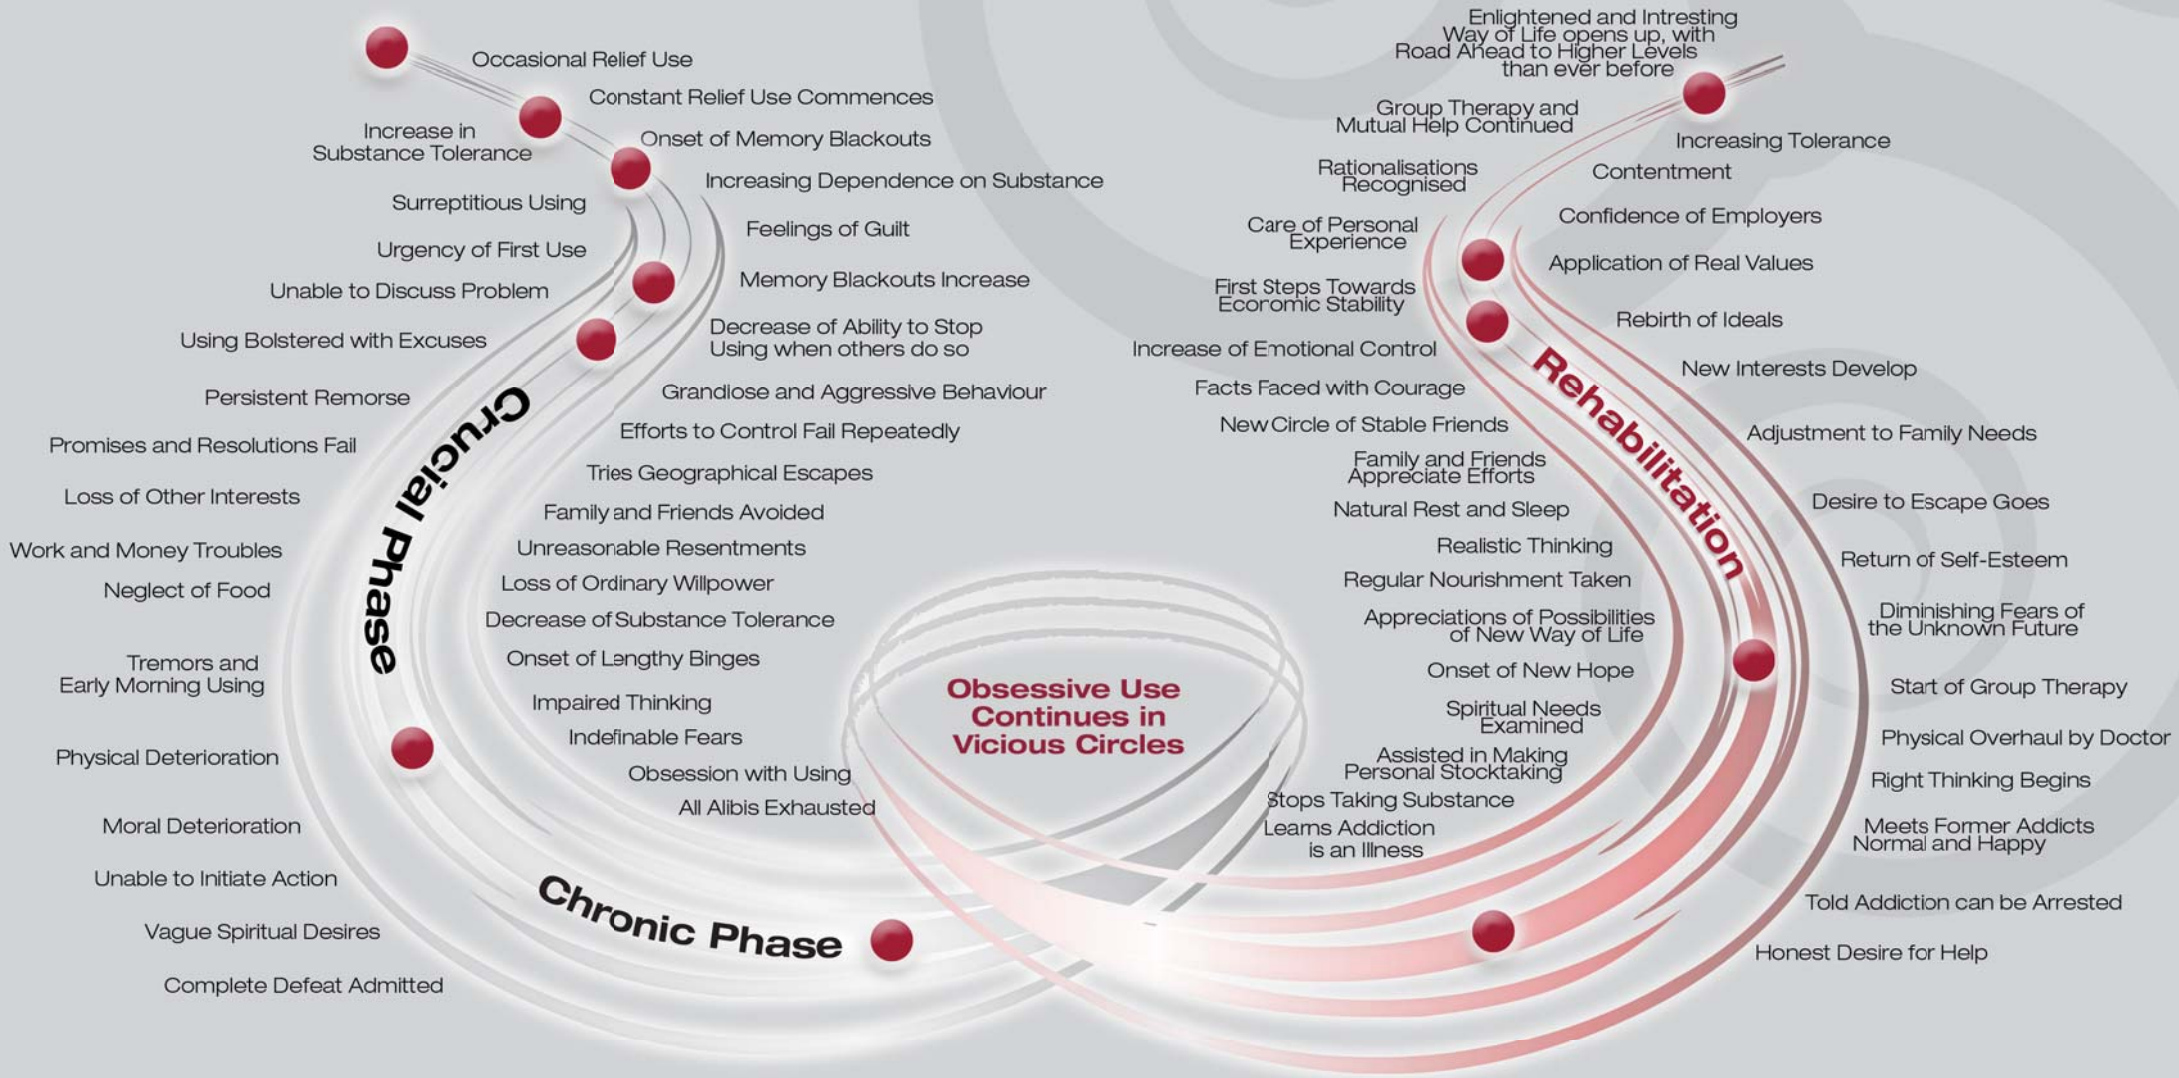 Occasional Relief Use
Constant Relief Use Commences
Increase in
Substance Tolerance
Onset of Memory Blackouts
Increasing Dependence on Substance
Surreptitious Using
Feelings of Guilt
Urgency of First Use
Memory Blackouts Increase
Unable to Discuss Problem
Decrease of Ability to Stop
Using when others do so
Using Bolstered with Excuses
Grandiose and Aggressive Behaviour
Persistent Remorse
Efforts to Control Fail Repeatedly
Promises and Resolutions Fail
Tries Geographical Escapes
Loss of Other Interests
Family and Friends Avoided
Work and Money Troubles
Unreasonable Resentments
Neglect of Food
Loss of Ordinary Willpower
Decrease of Substance Tolerance
Tremors and
Early Morning Using
Onset of Lengthy Binges
Impaired Thinking
Indefinable Fears
Physical Deterioration
Obsession with Using
All Alibis Exhausted
Moral Deterioration
Unable to Initiate Action
Vague Spiritual Desires
Complete Defeat Admitted
Crucial Phase
Chronic Phase
Obsessive Use
Continues in
Vicious Circles
Rehabilitation
Enlightened and Intresting
Way of Life opens up, with
Road Ahead to Higher Levels
than ever before
Group Therapy and
Mutual Help Continued
Increasing Tolerance
Rationalisations
Recognised
Contentment
Care of Personal
Experience
Confidence of Employers
Application of Real Values
First Steps Towards
Economic Stability
Rebirth of Ideals
Increase of Emotional Control
New Interests Develop
Facts Faced with Courage
New Circle of Stable Friends
Adjustment to Family Needs
Family and Friends
Appreciate Efforts
Desire to Escape Goes
Natural Rest and Sleep
Realistic Thinking
Return of Self-Esteem
Regular Nourishment Taken
Appreciations of Possibilities
of New Way of Life
Diminishing Fears of
the Unknown Future
Onset of New Hope
Start of Group Therapy
Spiritual Needs
Examined
Physical Overhaul by Doctor
Assisted in Making
Personal Stocktaking
Right Thinking Begins
Stops Taking Substance
Meets Former Addicts
Normal and Happy
Learns Addiction
is an Illness
Told Addiction can be Arrested
Honest Desire for Help